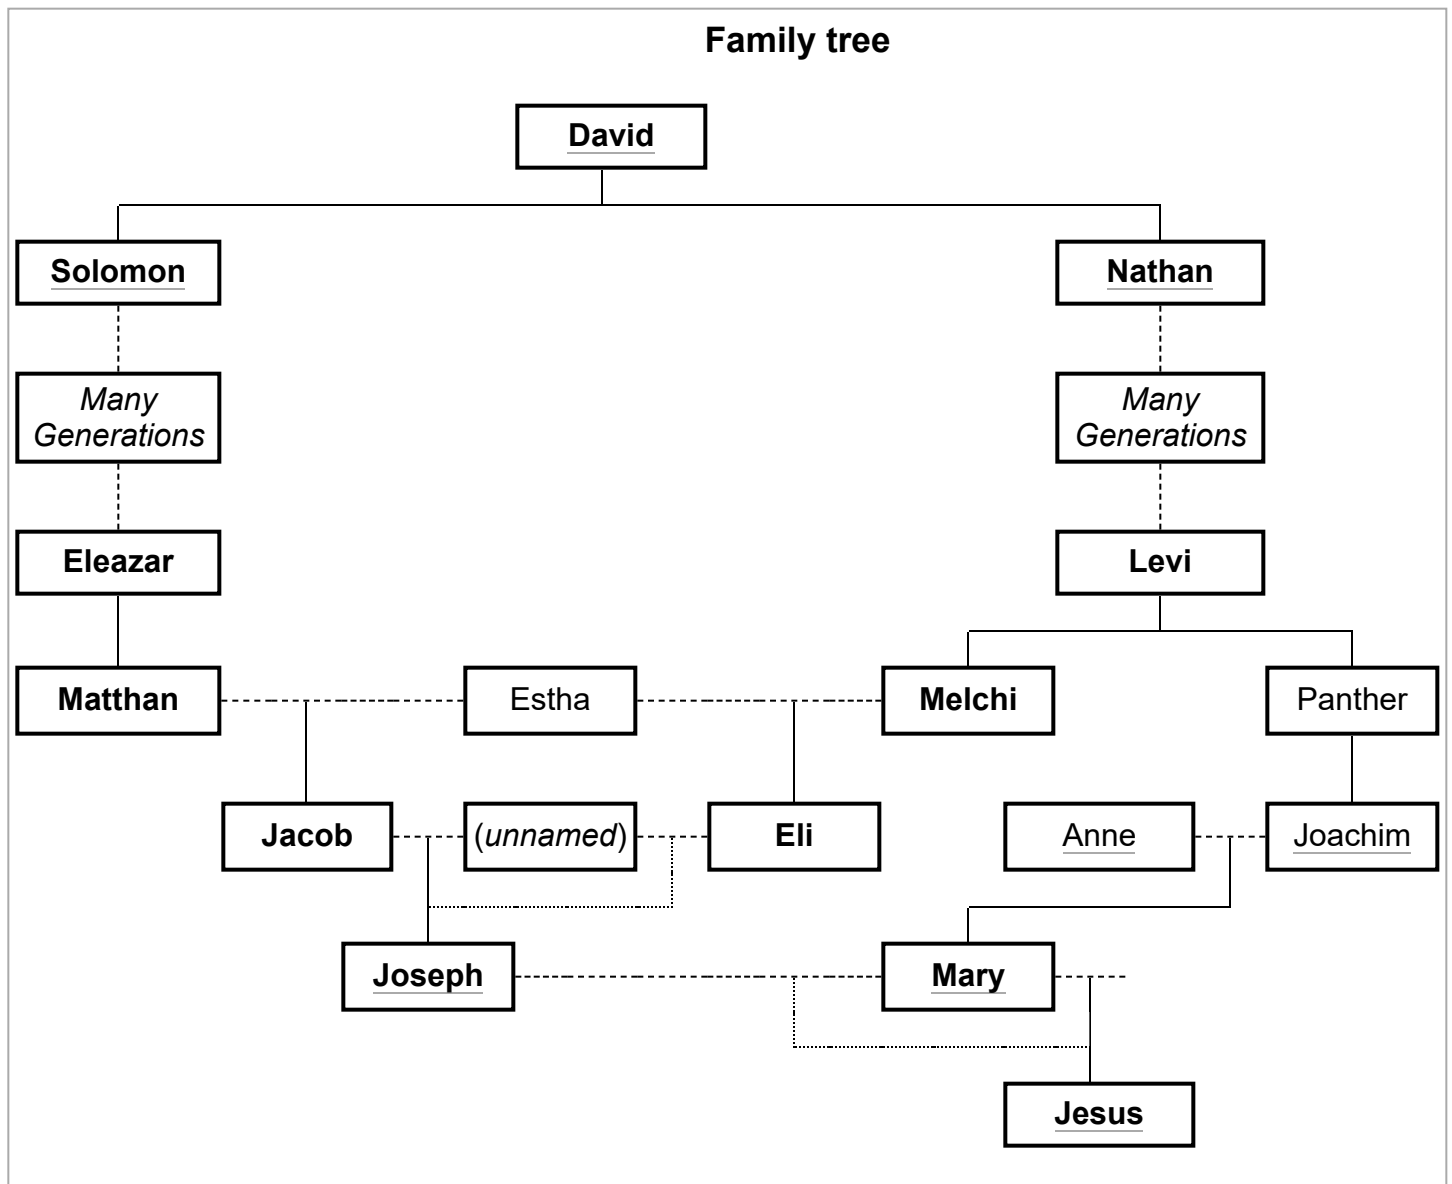 Family tree
David
Solomon
Nathan
Many
Generations
Many
Generations
Eleazar
Levi
Matthan
Estha
Melchi
Panther
Jacob
(unnamed)
Eli
Anne
Joachim
Joseph
Mary
Jesus